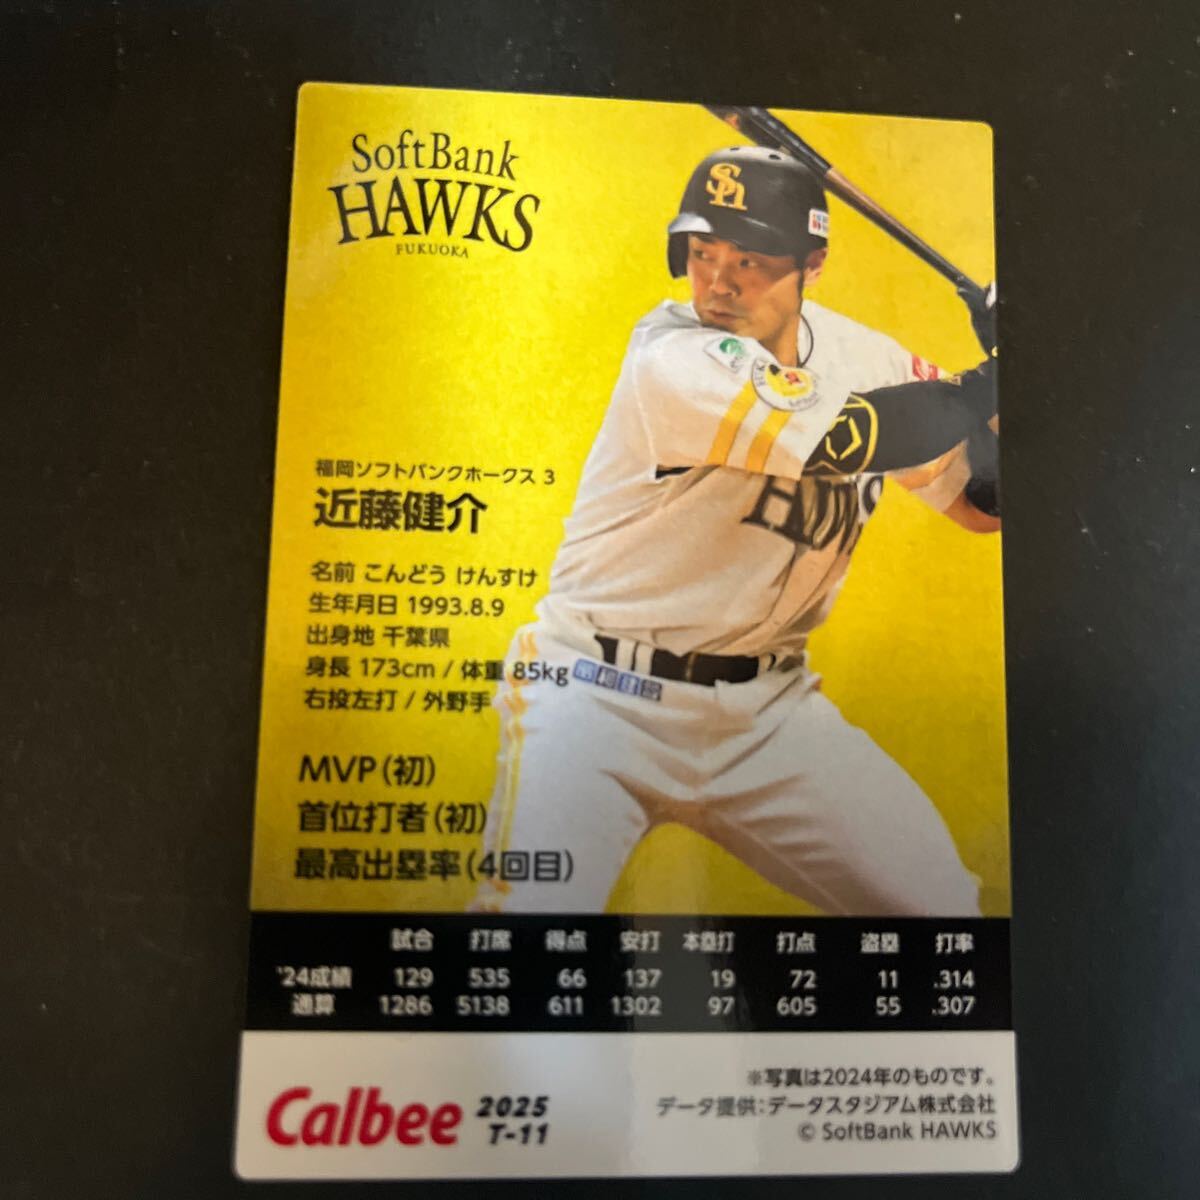 SoftBank
HAWKS
FUKUOKA
福岡ソフトバンクホークス 3
近藤健介
名前 こんどう けんすけ
生年月日 1993.8.9
出身地 千葉県
身長 173cm / 体重 85kg
右投左打 / 外野手
MVP(初)
首位打者(初)
最高出塁率(4回目)
試合 打席 得点 安打 本塁打 打点 盗塁 打率
'24成績 129 535 66 137 19 72 11 .314
通算 1286 5138 611 1302 97 605 55 .307
Calbee 2025
T-11
※写真は2024年のものです。
データ提供:データスタジアム株式会社
© SoftBank HAWKS